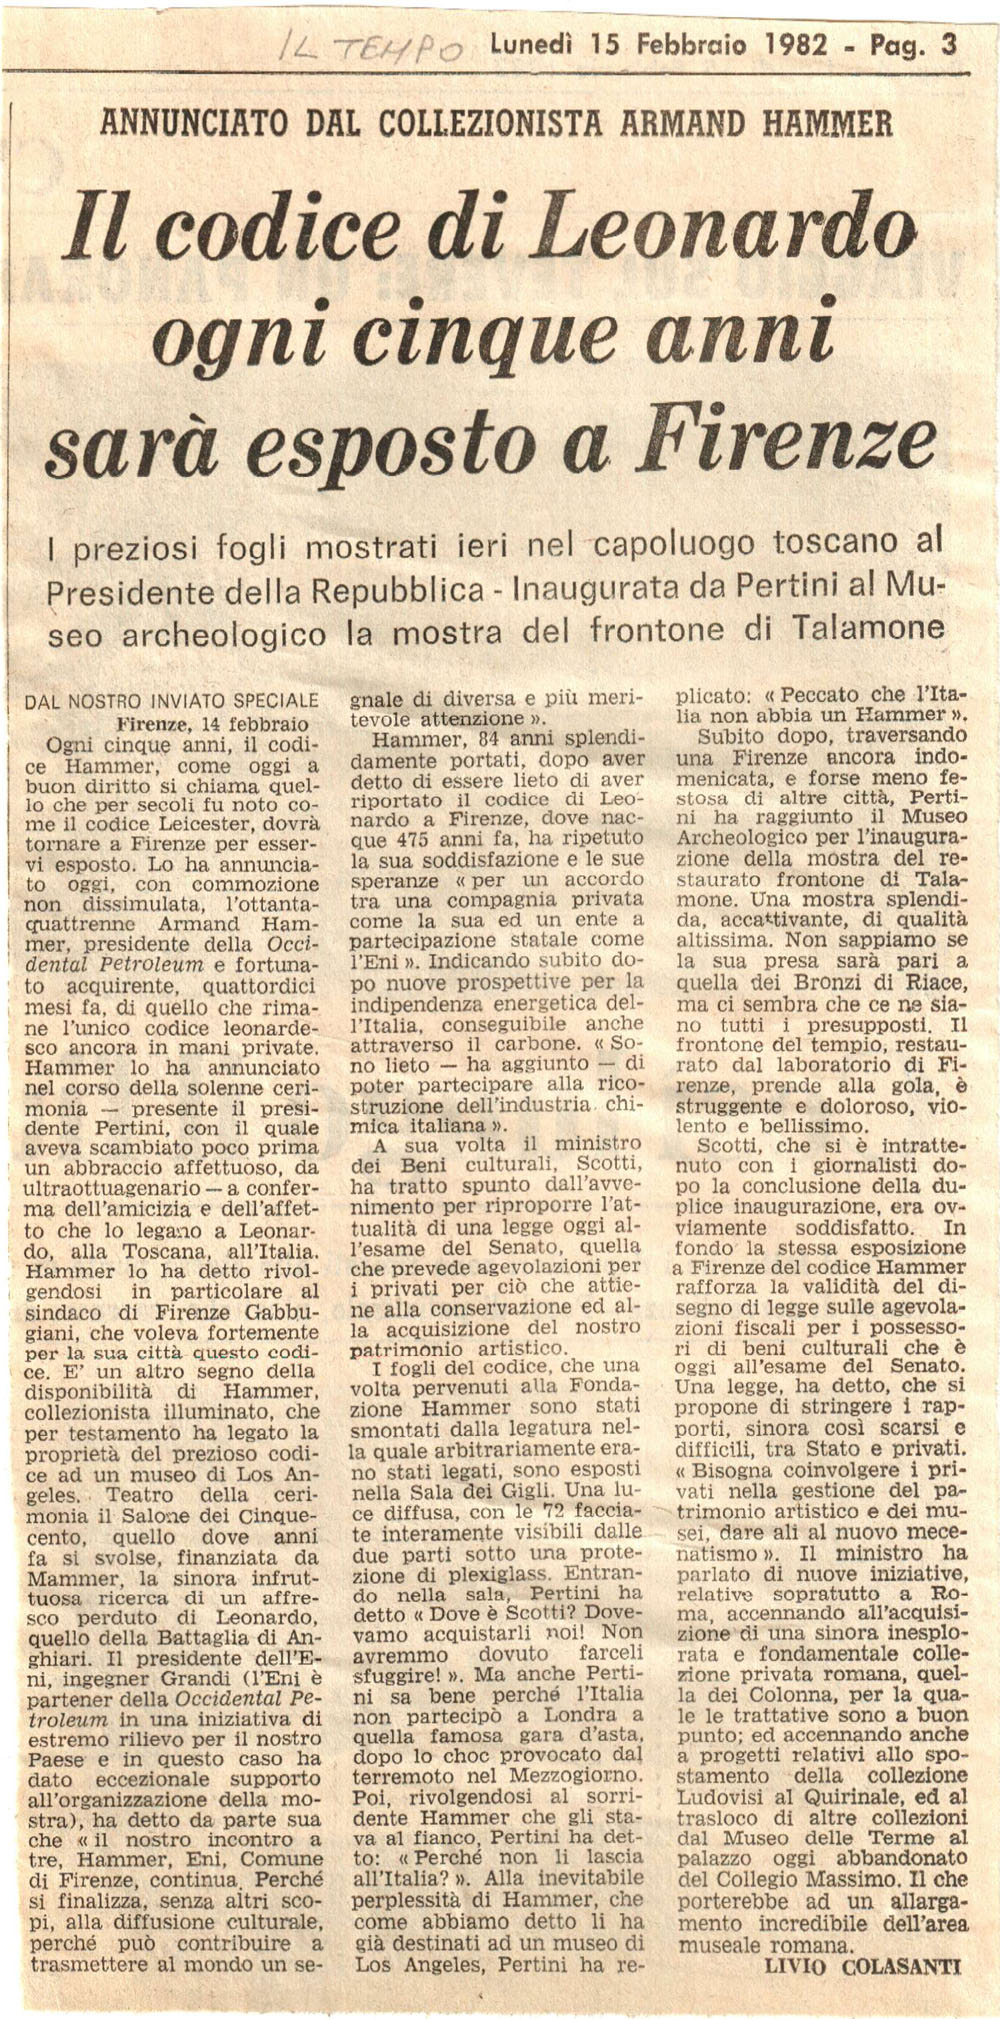 IL TEMPO Lunedì 15 Febbraio 1982 - Pag. 3
ANNUNCIATO DAL COLLEZIONISTA ARMAND HAMMER
Il codice di Leonardo
ogni cinque anni
sarà esposto a Firenze
I preziosi fogli mostrati ieri nel capoluogo toscano al
Presidente della Repubblica - Inaugurata da Pertini al Mu-
seo archeologico la mostra del frontone di Talamone
DAL NOSTRO INVIATO SPECIALE
Firenze, 14 febbraio
Ogni cinque anni, il codi-
ce Hammer, come oggi a
buon diritto si chiama quel-
lo che per secoli fu noto co-
me il codice Leicester, dovrà
tornare a Firenze per esser-
vi esposto. Lo ha annuncia-
to oggi, con commozione
non dissimulata, l'ottanta-
quattrenne Armand Ham-
mer, presidente della Occi-
dental Petroleum e fortuna-
to acquirente, quattordici
mesi fa, di quello che rima-
ne l'unico codice leonarde-
sco ancora in mani private.
Hammer lo ha annunciato
nel corso della solenne ceri-
monia — presente il presi-
dente Pertini, con il quale
aveva scambiato poco prima
un abbraccio affettuoso, da
ultraottuagenario — a confer-
ma dell'amicizia e dell'affet-
to che lo legano a Leonar-
do, alla Toscana, all'Italia.
Hammer lo ha detto rivol-
gendosi in particolare al
sindaco di Firenze Gabbug-
giani, che voleva fortemente
per la sua città questo codi-
ce. E' un altro segno della
disponibilità di Hammer,
collezionista illuminato, che
per testamento ha legato la
proprietà del prezioso codi-
ce ad un museo di Los An-
geles. Teatro della ceri-
monia il Salone dei Cinque-
cento, quello dove anni
fa si svolse, finanziata da
Mammer, la sinora infrut-
tuosa ricerca di un affre-
sco perduto di Leonardo,
quello della Battaglia di An-
ghiari. Il presidente dell'E-
ni, ingegner Grandi (l'Eni è
partener della Occidental Pe-
troleum in una iniziativa di
estremo rilievo per il nostro
Paese e in questo caso ha
dato eccezionale supporto
all'organizzazione della mo-
stra), ha detto da parte sua
che « il nostro incontro a
tre, Hammer, Eni, Comune
di Firenze, continua. Perché
si finalizza, senza altri sco-
pi, alla diffusione culturale,
perché può contribuire a
trasmettere al mondo un se-
gnale di diversa e più meri-
tevole attenzione ».
Hammer, 84 anni splendi-
damente portati, dopo aver
detto di essere lieto di aver
riportato il codice di Leo-
nardo a Firenze, dove nac-
que 475 anni fa, ha ripetuto
la sua soddisfazione e le sue
speranze « per un accordo
tra una compagnia privata
come la sua ed un ente a
partecipazione statale come
l'Eni ». Indicando subito do-
po nuove prospettive per la
indipendenza energetica del-
l'Italia, conseguibile anche
attraverso il carbone. « So-
no lieto — ha aggiunto — di
poter partecipare alla rico-
struzione dell'industria chi-
mica italiana ».
A sua volta il ministro
dei Beni culturali, Scotti,
ha tratto spunto dall'avve-
nimento per riproporre l'at-
tualità di una legge oggi al-
l'esame del Senato, quella
che prevede agevolazioni per
i privati per ciò che attie-
ne alla conservazione ed al-
la acquisizione del nostro
patrimonio artistico.
I fogli del codice, che una
volta pervenuti alla Fonda-
zione Hammer sono stati
smontati dalla legatura nel-
la quale arbitrariamente era-
no stati legati, sono esposti
nella Sala dei Gigli. Una lu-
ce diffusa, con le 72 faccia-
te interamente visibili dalle
due parti sotto una prote-
zione di plexiglass. Entran-
do nella sala, Pertini ha
detto « Dove è Scotti? Dove-
vamo acquistarli noi! Non
avremmo dovuto farceli
sfuggire! ». Ma anche Perti-
ni sa bene perché l'Italia
non partecipò a Londra a
quella famosa gara d'asta,
dopo lo choc provocato dal
terremoto nel Mezzogiorno.
Poi, rivolgendosi al sorri-
dente Hammer che gli sta-
va al fianco, Pertini ha det-
to: « Perché non li lascia
all'Italia? ». Alla inevitabile
perplessità di Hammer, che
come abbiamo detto li ha
già destinati ad un museo di
Los Angeles, Pertini ha re-
plicato: « Peccato che l'Ita-
lia non abbia un Hammer ».
Subito dopo, traversando
una Firenze ancora indo-
menicata, e forse meno fe-
stosa di altre città, Perti-
ni ha raggiunto il Museo
Archeologico per l'inaugura-
zione della mostra del re-
staurato frontone di Tala-
mone. Una mostra splendi-
da, accattivante, di qualità
altissima. Non sappiamo se
la sua presa sarà pari a
quella dei Bronzi di Riace,
ma ci sembra che ce ne sia-
no tutti i presupposti. Il
frontone del tempio, restau-
rato dal laboratorio di Fi-
renze, prende alla gola, è
struggente e doloroso, vio-
lento e bellissimo.
Scotti, che si è intratte-
nuto con i giornalisti do-
po la conclusione della du-
plice inaugurazione, era ov-
viamente soddisfatto. In
fondo la stessa esposizione
a Firenze del codice Hammer
rafforza la validità del di-
segno di legge sulle agevola-
zioni fiscali per i possesso-
ri di beni culturali che è
oggi all'esame del Senato.
Una legge, ha detto, che si
propone di stringere i rap-
porti, sinora così scarsi e
difficili, tra Stato e privati.
« Bisogna coinvolgere i pri-
vati nella gestione del pa-
trimonio artistico e dei mu-
sei, dare ali al nuovo mece-
natismo ». Il ministro ha
parlato di nuove iniziative,
relative sopratutto a Ro-
ma, accennando all'acquisi-
zione di una sinora inesplo-
rata e fondamentale colle-
zione privata romana, quel-
la dei Colonna, per la qua-
le le trattative sono a buon
punto; ed accennando anche
a progetti relativi allo spo-
stamento della collezione
Ludovisi al Quirinale, ed al
trasloco di altre collezioni
dal Museo delle Terme al
palazzo oggi abbandonato
del Collegio Massimo. Il che
porterebbe ad un allarga-
mento incredibile dell'area
museale romana.
LIVIO COLASANTI